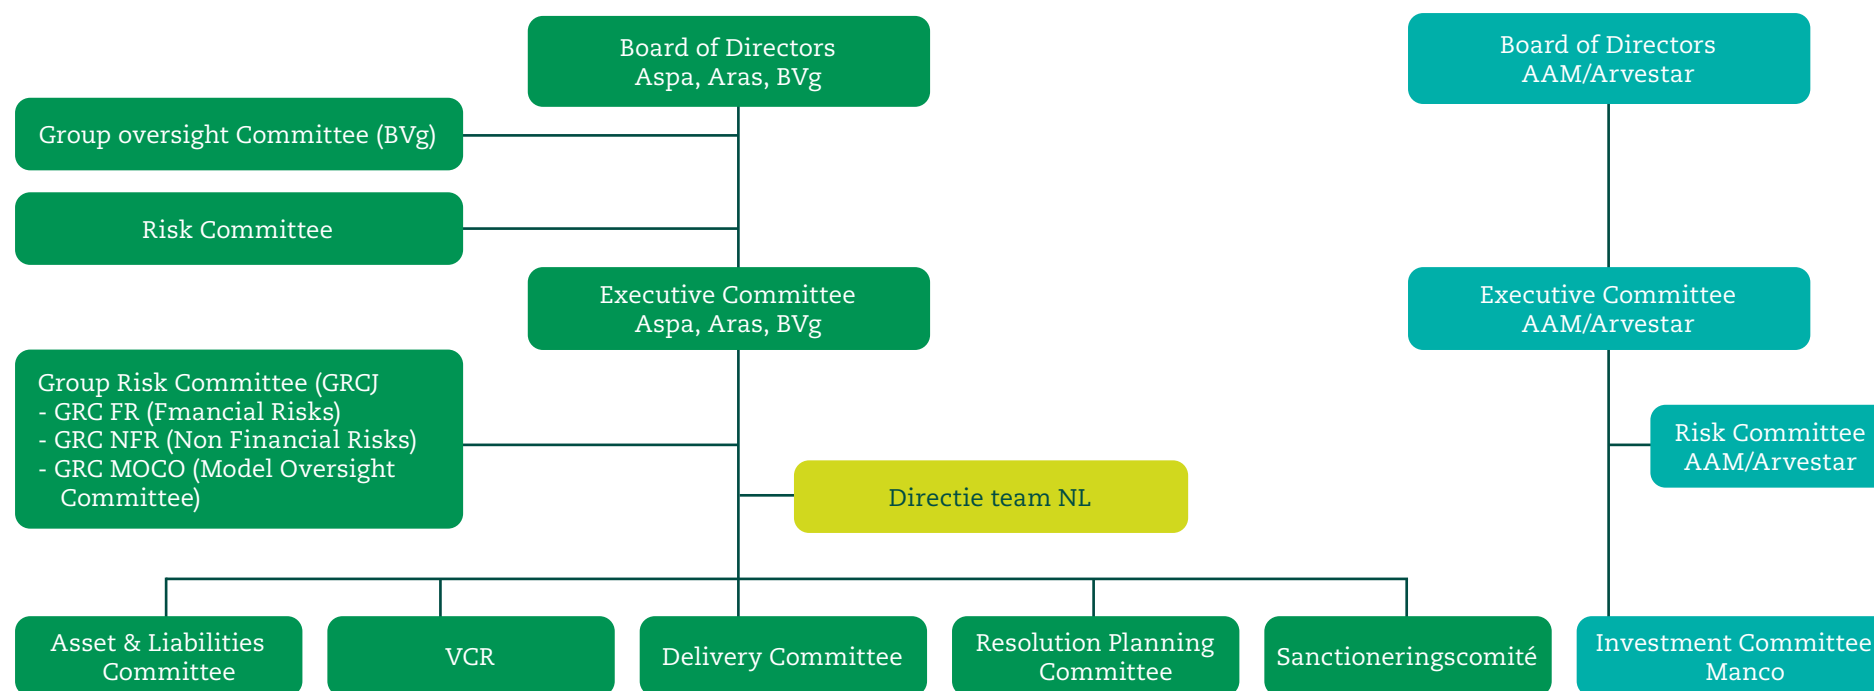 Board of Directors
Aspa, Aras, BVg
Board of Directors
AAM/Arvestar
Group oversight Committee (BVg)
Risk Committee
Executive Committee
Aspa, Aras, BVg
Executive Committee
AAM/Arvestar
Group Risk Committee (GRCJ
- GRC FR (Fmancial Risks)
- GRC NFR (Non Financial Risks)
- GRC MOCO (Model Oversight
Committee)
Risk Committee
AAM/Arvestar
Directie team NL
Asset & Liabilities
Committee
VCR
Delivery Committee
Resolution Planning
Committee
Sanctioneringscomité
Investment Committee
Manco